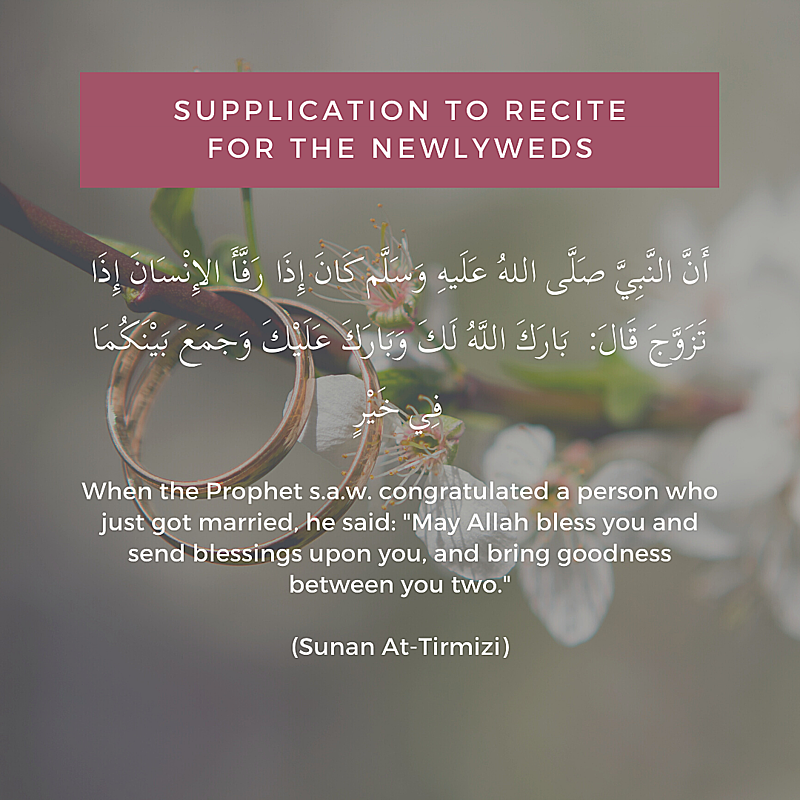 SUPPLICATION TO RECITE
FOR THE NEWLYWEDS
أَنَّ النَّبِيَّ صَلَّى اللهُ عَلَيهِ وَسَلَّم كَانَ إِذَا رَفَّأَ الإِنْسَانَ إِذَا
تَزَوَّجَ قَالَ: بَارَكَ اللَّهُ لَكَ وَبَارَكَ عَلَيْكَ وَجَمَعَ بَيْنَكُمَا
فِي خَيْرٍ
When the Prophet s.a.w. congratulated a person who
just got married, he said: "May Allah bless you and
send blessings upon you, and bring goodness
between you two."
(Sunan At-Tirmizi)